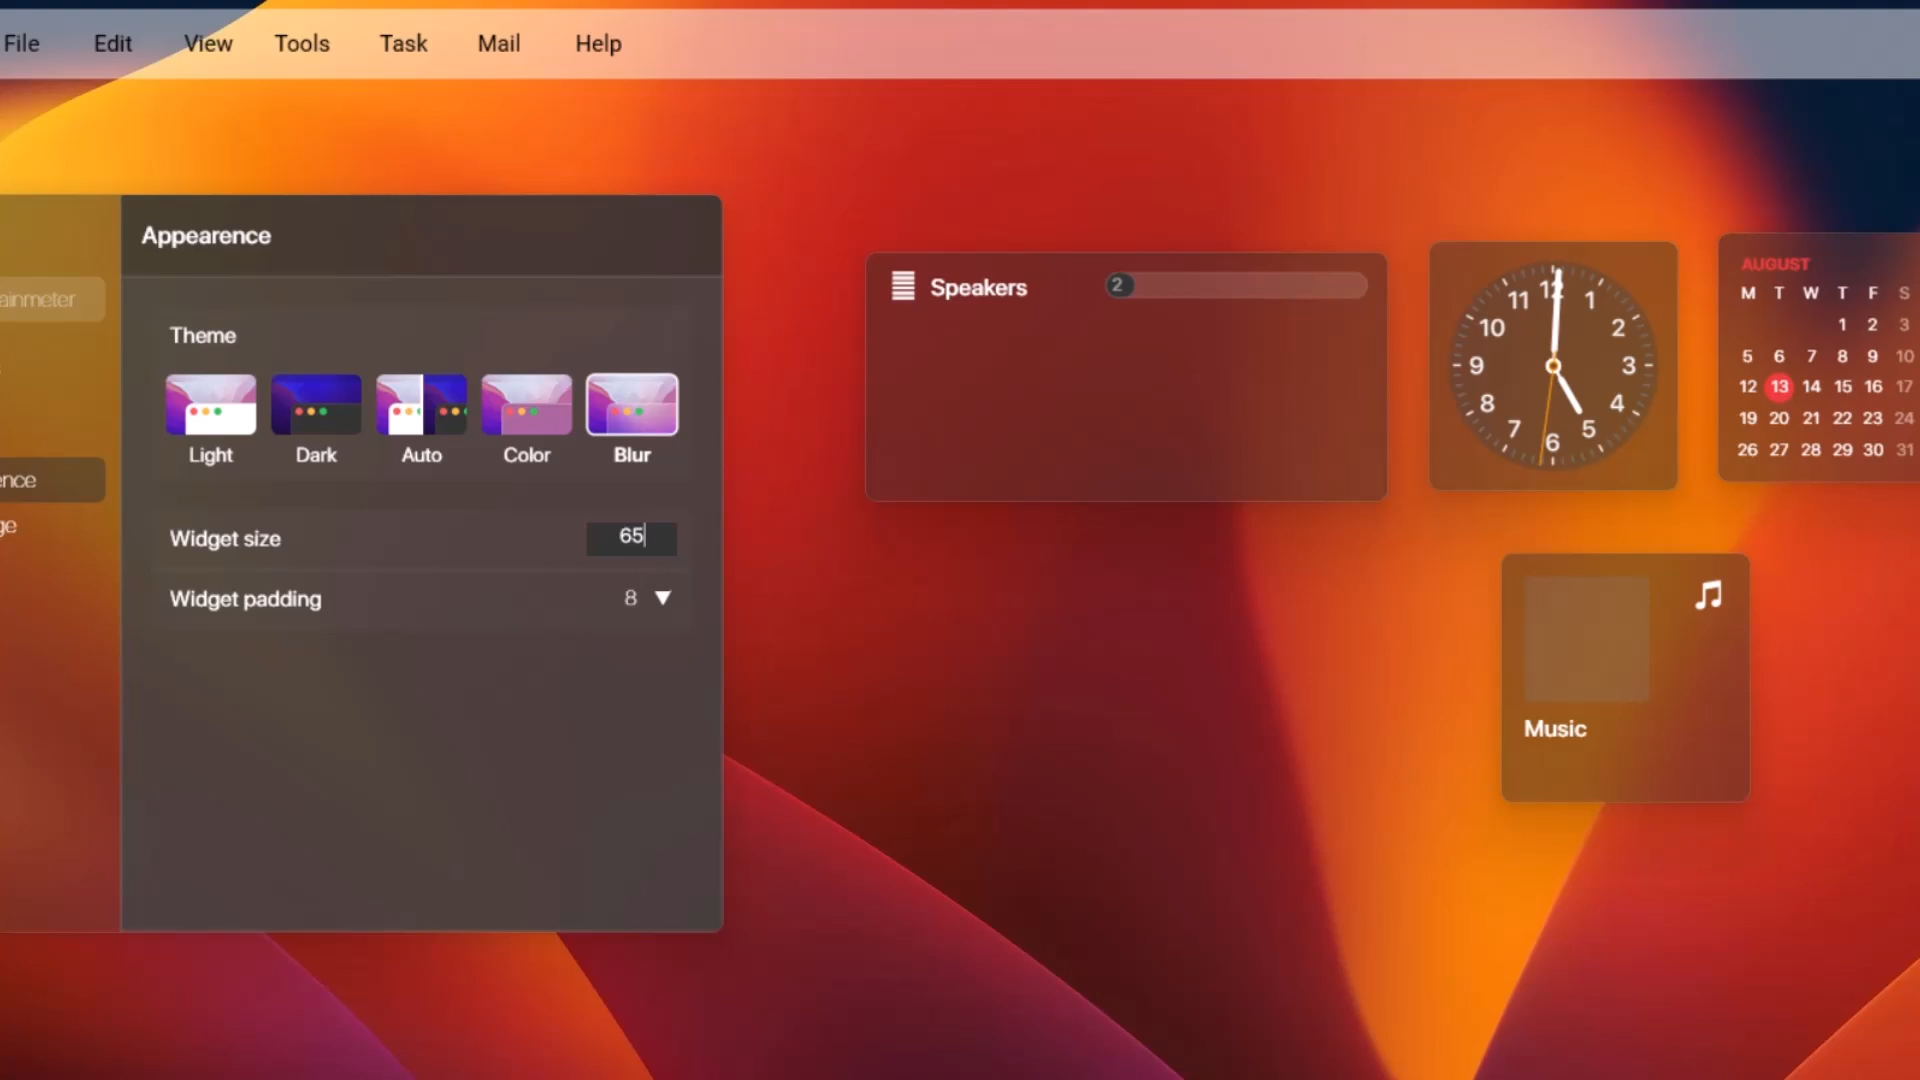 File Edit View Tools Task Mail Help
Appearence
ainmeter
Theme
Light Dark Auto Color Blur
ence
ge
Widget size 65
Widget padding 8
Speakers 2
12 1 2 3 4 5 6 7 8 9 10 11
AUGUST
M T W T F S
1 2 3
5 6 7 8 9 10
12 13 14 15 16 17
19 20 21 22 23 24
26 27 28 29 30 31
Music